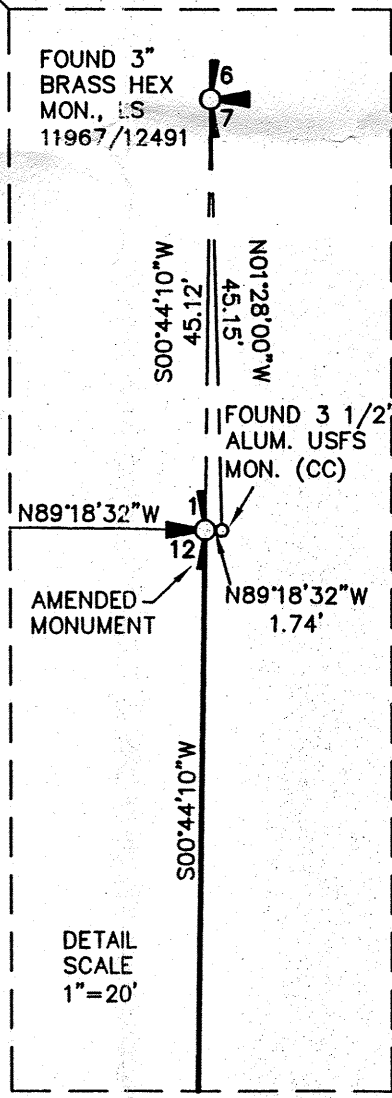 FOUND 3"
BRASS HEX
MON., LS
11967/12491
6
7
S00°44'10"W
45.12'
N01°28'00"W
45.15'
FOUND 3 1/2"
ALUM. USFS
MON. (CC)
N89°18'32"W
1
12
AMENDED
MONUMENT
N89°18'32"W
1.74'
S00°44'10"W
DETAIL
SCALE
1"=20'